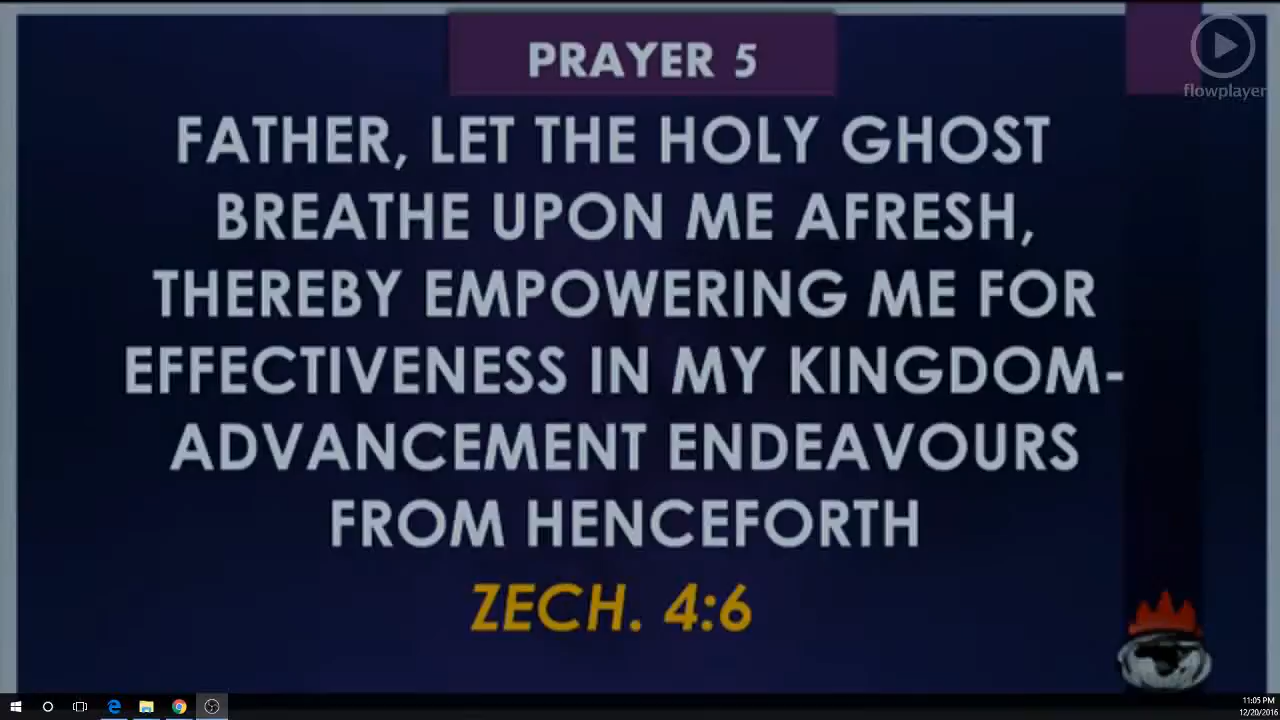 PRAYER 5
flowplayer
FATHER, LET THE HOLY GHOST
BREATHE UPON ME AFRESH,
THEREBY EMPOWERING ME FOR
EFFECTIVENESS IN MY KINGDOM-
ADVANCEMENT ENDEAVOURS
FROM HENCEFORTH
ZECH. 4:6
11:05 PM
12/20/2016